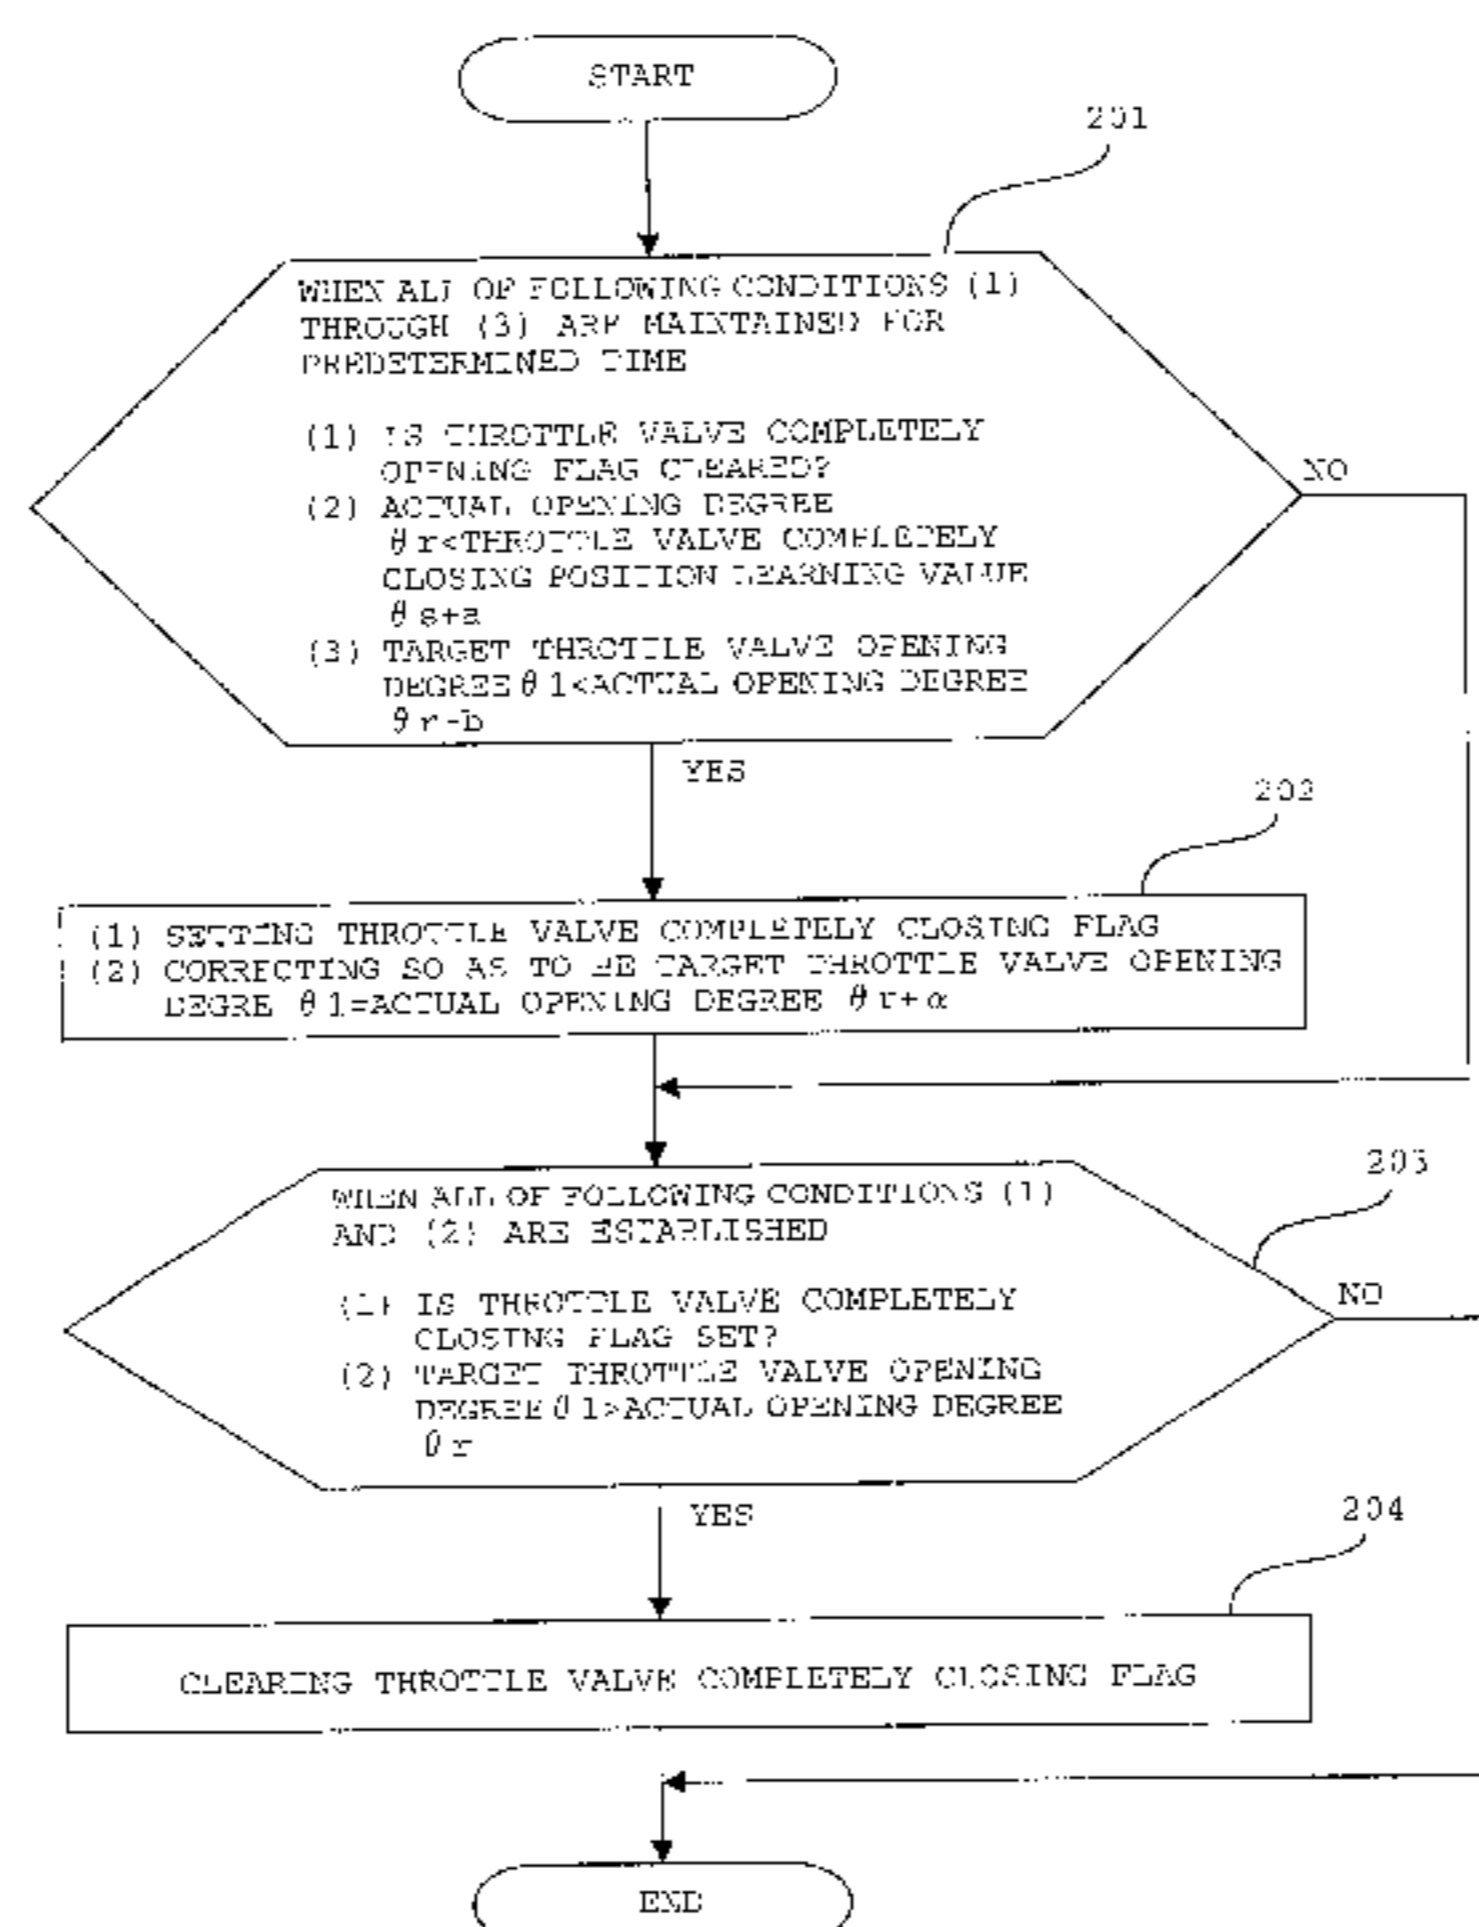 START
201
WHEN ALL OF FOLLOWING CONDITIONS (1)
THROUGH (3) ARE MAINTAINED FOR
PREDETERMINED TIME
(1) IS THROTTLE VALVE COMPLETELY
OPENING FLAG CLEARED?
(2) ACTUAL OPENING DEGREE
θr<THROTTLE VALVE COMPLETELY
CLOSING POSITION LEARNING VALUE
θs+a
(3) TARGET THROTTLE VALVE OPENING
DEGREE θ1<ACTUAL OPENING DEGREE
θr-b
NO
YES
202
(1) SETTING THROTTLE VALVE COMPLETELY CLOSING FLAG
(2) CORRECTING SO AS TO BE TARGET THROTTLE VALVE OPENING
DEGRE θ1=ACTUAL OPENING DEGREE θr+α
203
WHEN ALL OF FOLLOWING CONDITIONS (1)
AND (2) ARE ESTABLISHED
(1) IS THROTTLE VALVE COMPLETELY
CLOSING FLAG SET?
(2) TARGET THROTTLE VALVE OPENING
DEGREE θ1>ACTUAL OPENING DEGREE
θr
NO
YES
204
CLEARING THROTTLE VALVE COMPLETELY CLOSING FLAG
END